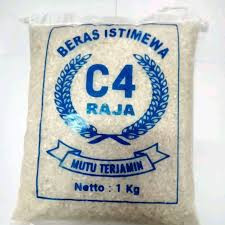 BERAS ISTIMEWA
C4
RAJA
MUTU TERJAMIN
Netto : 1 Kg